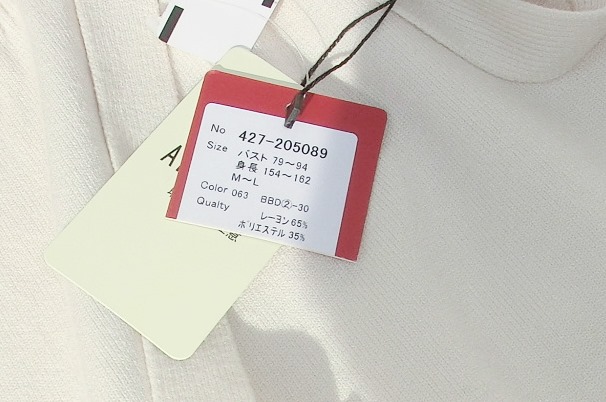 No 427-205089
Size バスト 79〜94
身長 154〜162
M〜L
Color 063 BBD②-30
Qualty
レーヨン 65%
ポリエステル 35%
A